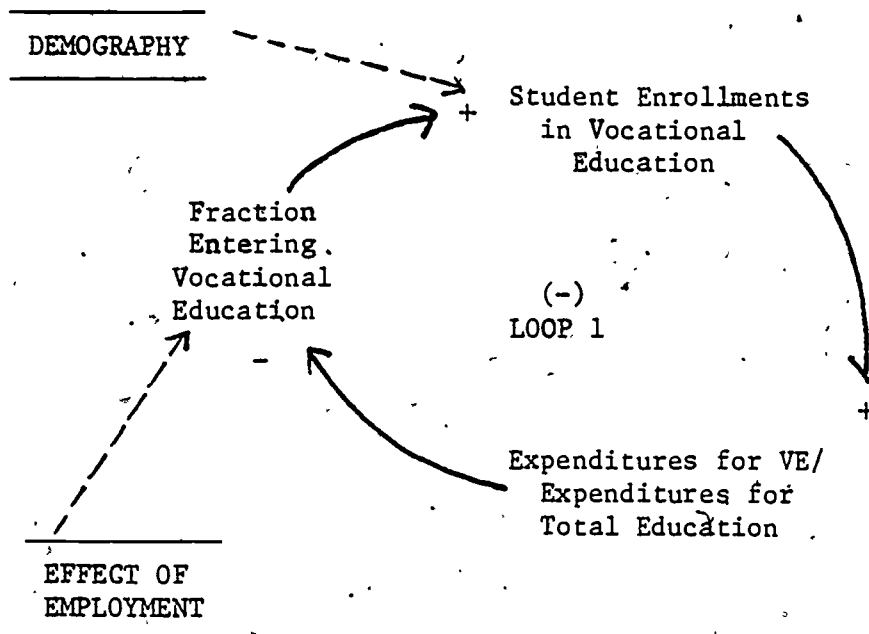 DEMOGRAPHY
+
Student Enrollments
in Vocational
Education
Fraction
Entering
Vocational
Education
-
(-)
LOOP 1
+
Expenditures for VE/
Expenditures for
Total Education
EFFECT OF
EMPLOYMENT